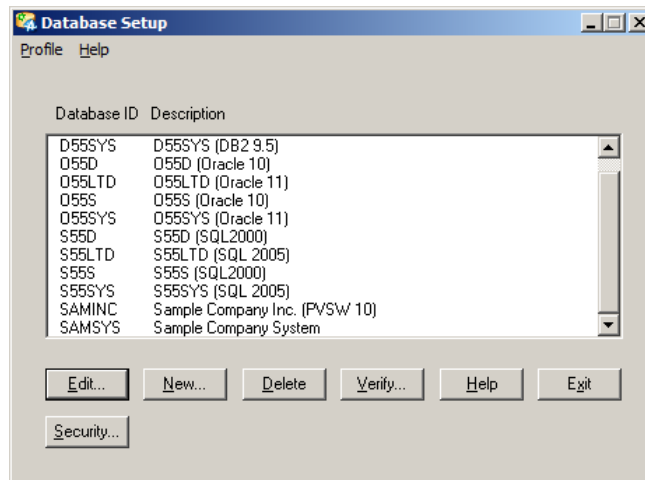 Database Setup
Profile Help
Database ID Description
D55SYS D55SYS (DB2 9.5)
O55D O55D (Oracle 10)
O55LTD O55LTD (Oracle 11)
O55S O55S (Oracle 10)
O55SYS O55SYS (Oracle 11)
S55D S55D (SQL2000)
S55LTD S55LTD (SQL 2005)
S55S S55S (SQL2000)
S55SYS S55SYS (SQL 2005)
SAMINC Sample Company Inc. (PVSW 10)
SAMSYS Sample Company System
Edit... New... Delete Verify... Help Exit
Security...